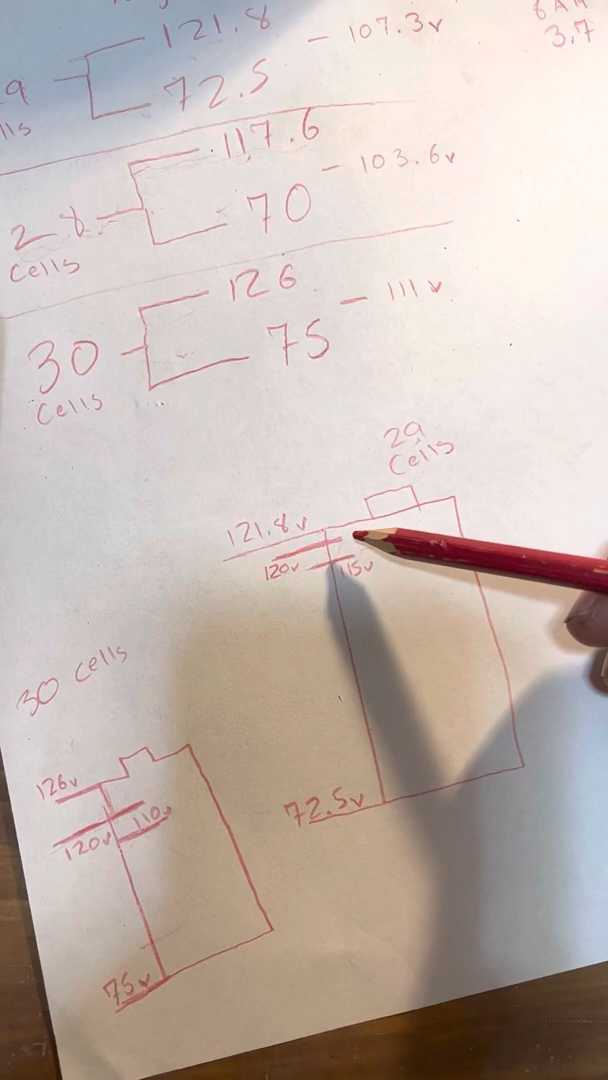 121.8
107.3v
3.7
72.5
117.6
103.6v
28
70
Cells
126
111v
30
75
Cells
29
Cells
121.8v
120v
115v
30 cells
126v
120v
110v
72.5v
75v